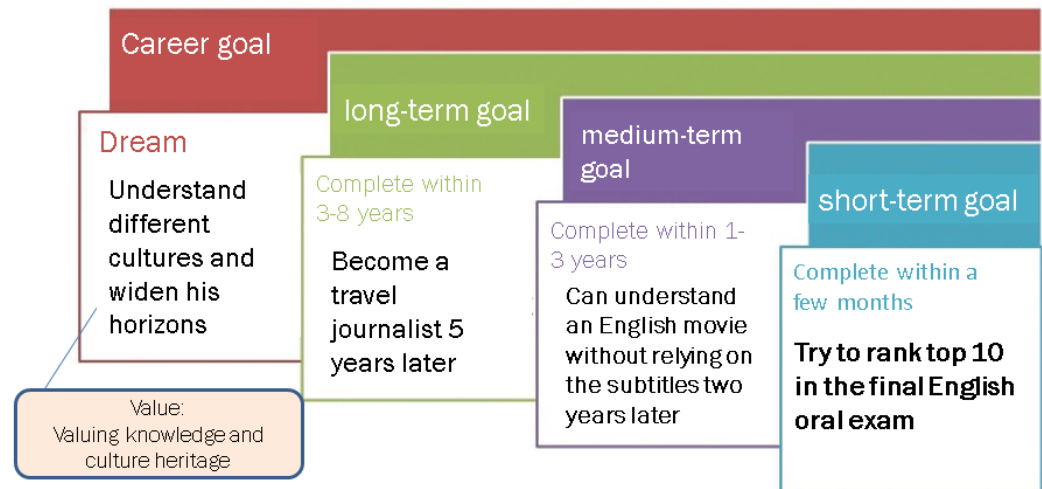 Career goal
Dream
Understand
different
cultures and
widen his
horizons
Value:
Valuing knowledge and
culture heritage
long-term goal
Complete within
3-8 years
Become a
travel
journalist 5
years later
medium-term
goal
Complete within 1-
3 years
Can understand
an English movie
without relying on
the subtitles two
years later
short-term goal
Complete within a
few months
Try to rank top 10
in the final English
oral exam